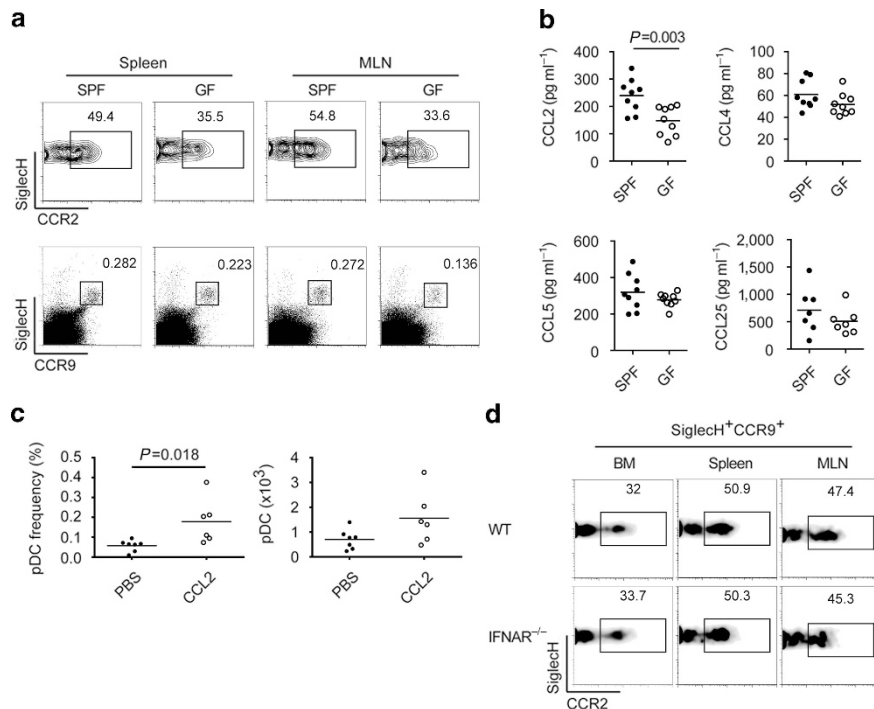 a
Spleen MLN
SPF GF SPF GF
49.4 35.5 54.8 33.6
SiglecH
CCR2
0.282 0.223 0.272 0.136
SiglecH
CCR9
b
P=0.003
CCL2 (pg ml⁻¹)
400
300
200
100
0
SPF GF
CCL4 (pg ml⁻¹)
100
80
60
40
20
0
SPF GF
CCL5 (pg ml⁻¹)
600
400
200
0
SPF GF
CCL25 (pg ml⁻¹)
1,500
1,000
500
0
SPF GF
c
P=0.018
pDC frequency (%)
0.5
0.4
0.3
0.2
0.1
0.0
PBS CCL2
pDC (x10³)
4
3
2
1
0
PBS CCL2
d
SiglecH⁺CCR9⁺
BM Spleen MLN
32 50.9 47.4
WT
33.7 50.3 45.3
IFNAR⁻/⁻
SiglecH
CCR2